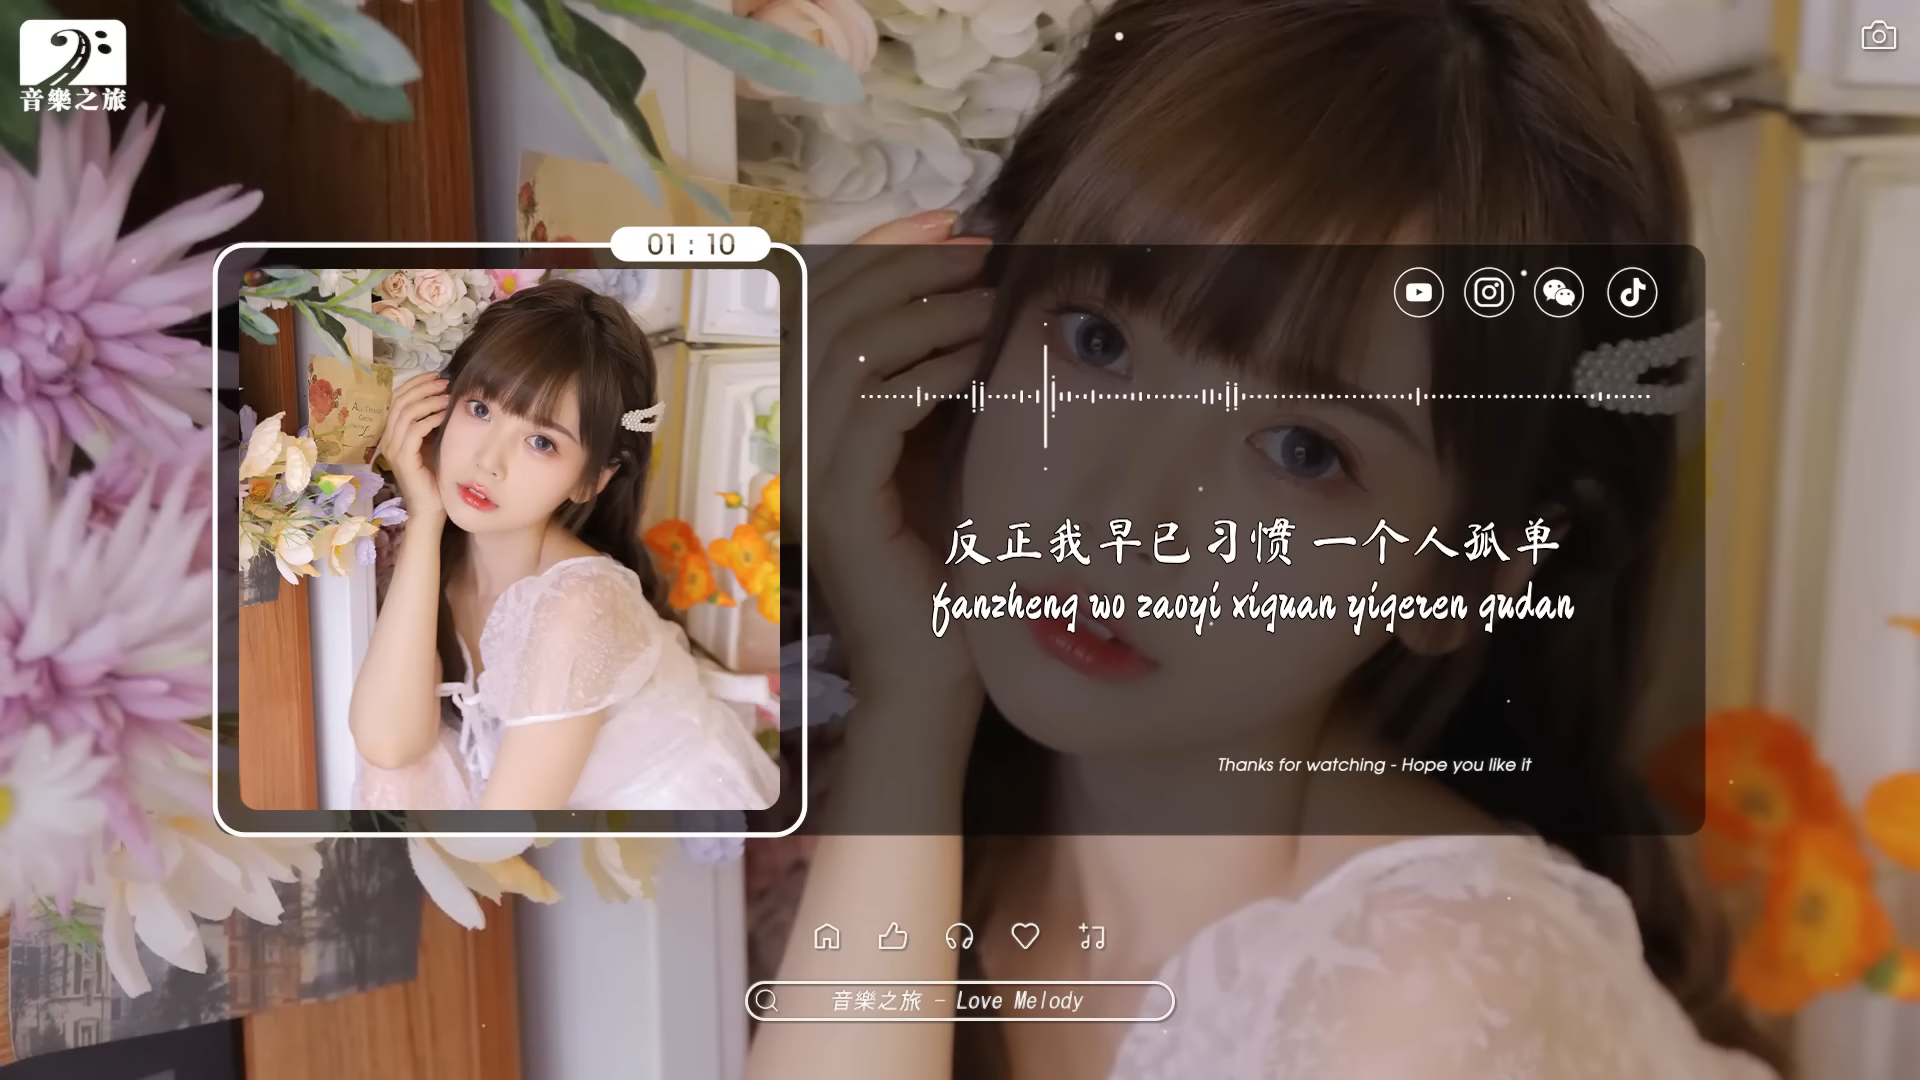 音樂之旅
01 : 10
反正我早已习惯 一个人孤单
fanzheng wo zaoyi xiguan yigeren gudan
Thanks for watching - Hope you like it
音樂之旅 - Love Melody